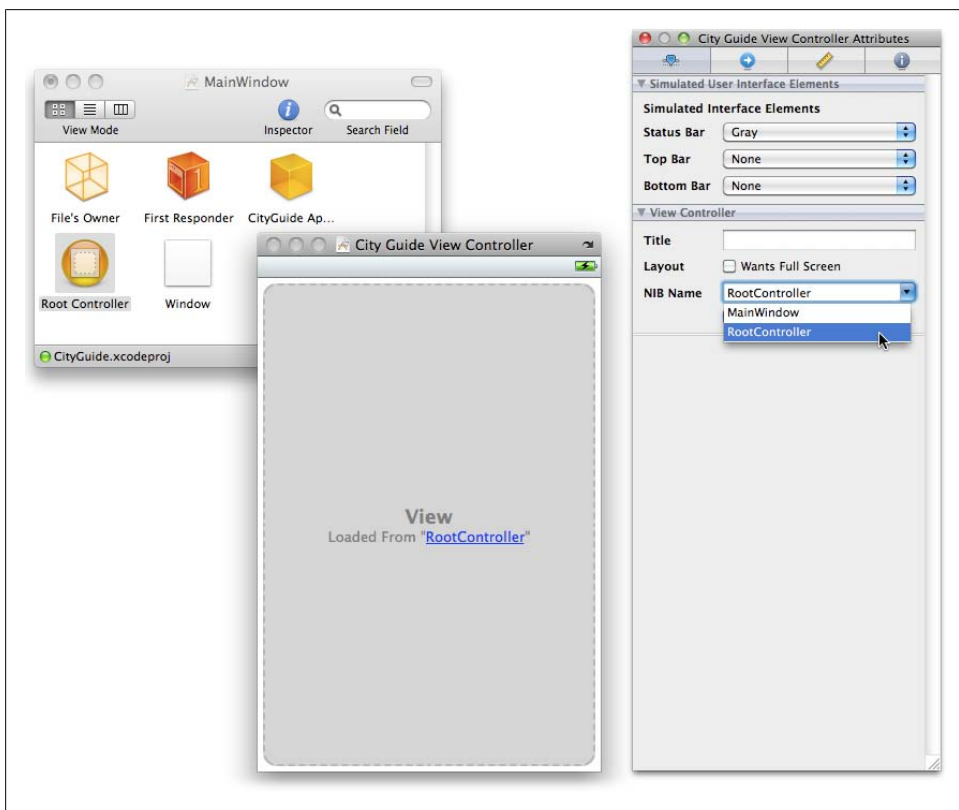 MainWindow
View Mode
Inspector
Search Field
File's Owner
First Responder
CityGuide Ap...
Root Controller
Window
CityGuide.xcodeproj
City Guide View Controller
View
Loaded From "RootController"
City Guide View Controller Attributes
Simulated User Interface Elements
Simulated Interface Elements
Status Bar Gray
Top Bar None
Bottom Bar None
View Controller
Title
Layout Wants Full Screen
NIB Name RootController
MainWindow
RootController